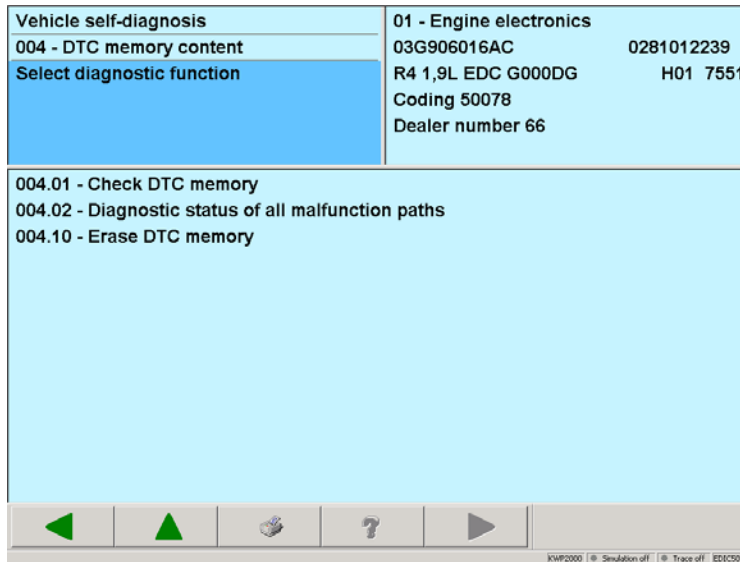 Vehicle self-diagnosis
004 - DTC memory content
Select diagnostic function
01 - Engine electronics
03G906016AC 0281012239
R4 1,9L EDC G000DG H01 7551
Coding 50078
Dealer number 66
004.01 - Check DTC memory
004.02 - Diagnostic status of all malfunction paths
004.10 - Erase DTC memory
KWP2000 Simulation off Trace off EDIC50